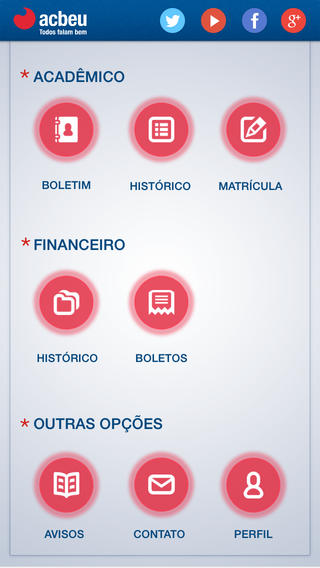 acbeu
Todos falam bem
* ACADÊMICO
BOLETIM
HISTÓRICO
MATRÍCULA
* FINANCEIRO
HISTÓRICO
BOLETOS
* OUTRAS OPÇÕES
AVISOS
CONTATO
PERFIL